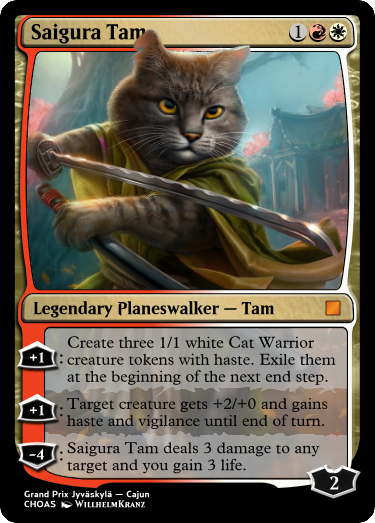 Saigura Tam 1
Legendary Planeswalker — Tam
+1: Create three 1/1 white Cat Warrior
creature tokens with haste. Exile them
at the beginning of the next end step.
+1: Target creature gets +2/+0 and gains
haste and vigilance until end of turn.
-4: Saigura Tam deals 3 damage to any
target and you gain 3 life.
2
Grand Prix Jyväskylä — Cajun
CHOAS WillhelmKranz